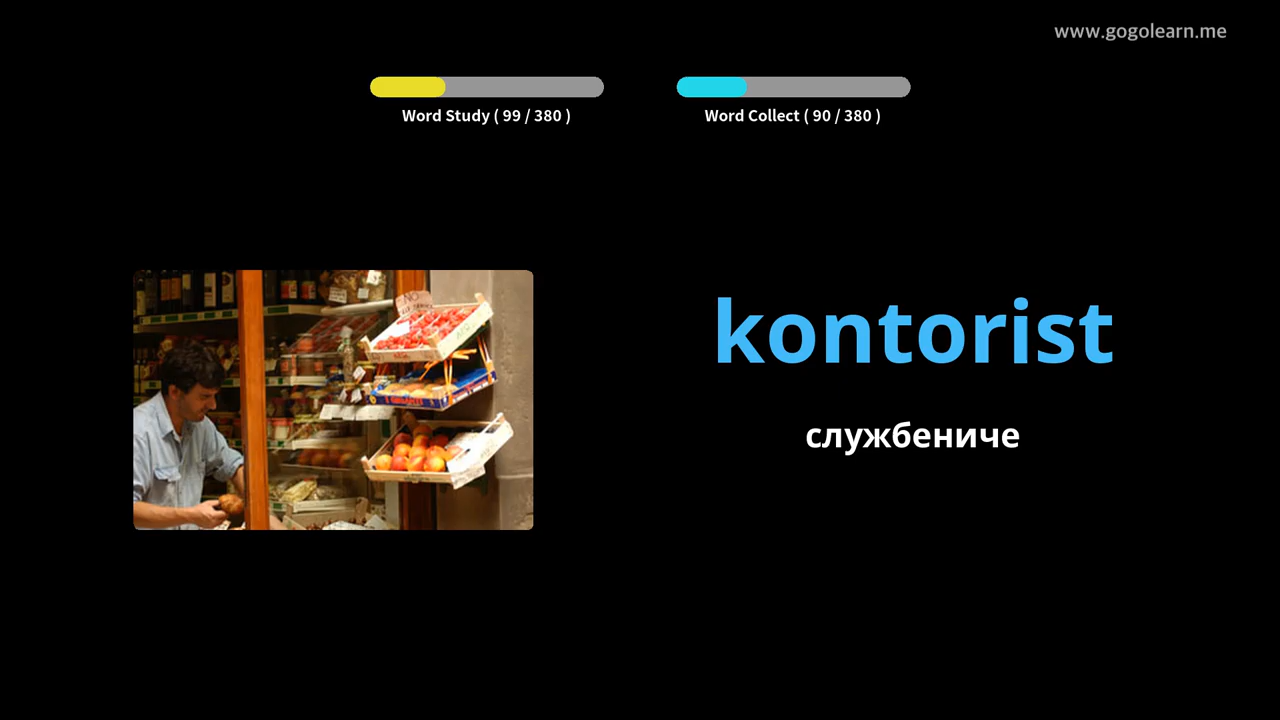 www.gogolearn.me
Word Study ( 99 / 380 )
Word Collect ( 90 / 380 )
kontorist
службениче